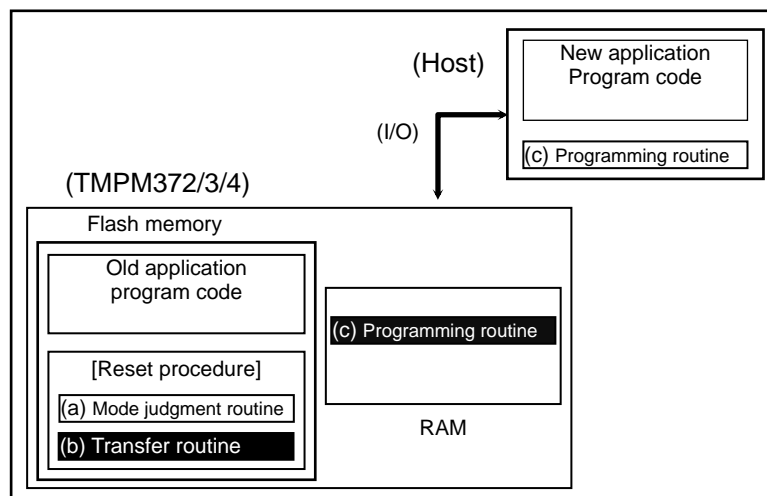 (Host)
New application
Program code
(c) Programming routine
(I/O)
(TMPM372/3/4)
Flash memory
Old application
program code
[Reset procedure]
(a) Mode judgment routine
(b) Transfer routine
(c) Programming routine
RAM